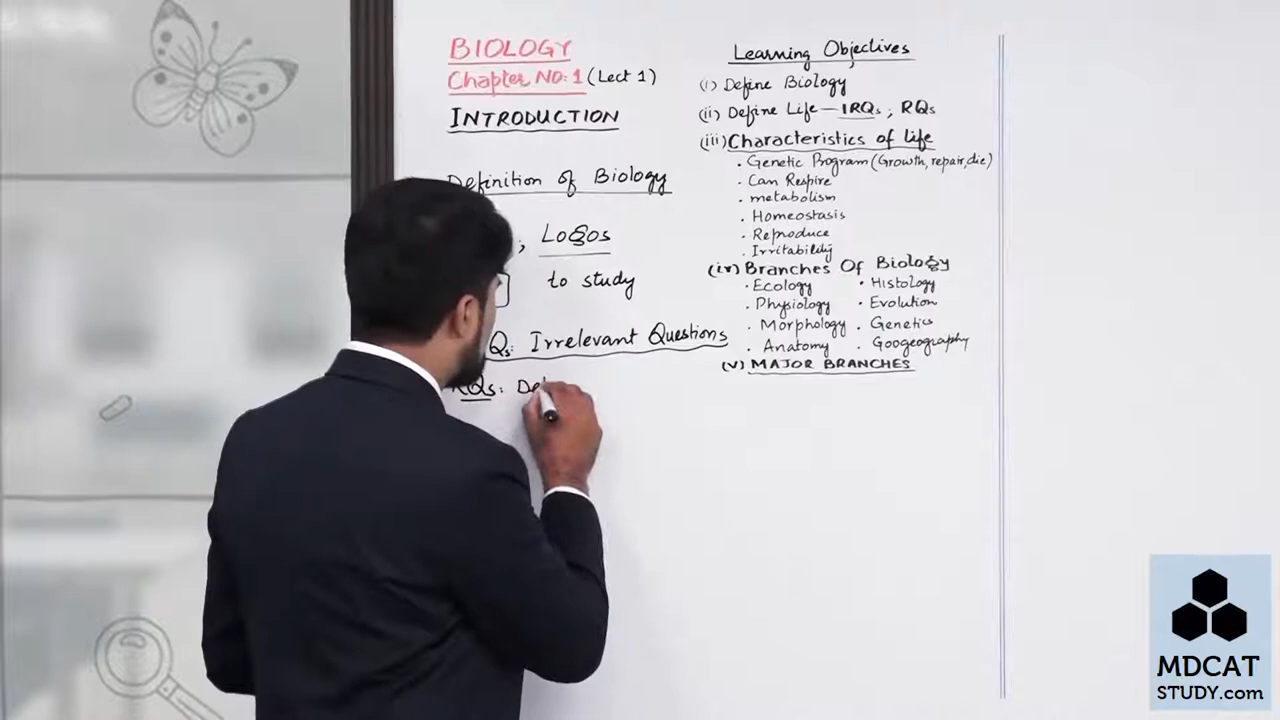 BIOLOGY
Chapter NO: 1 (Lect 1)
INTRODUCTION
Definition of Biology
; LoGos
to study
Qs: Irrelevant Questions
RQs: De
Learning Objectives
(i) Define Biology
(ii) Define Life — IRQs ; RQs
(iii) Characteristics of life
. Genetic Program (Growth, repair, die)
. Can Respire
. metabolism
. Homeostasis
. Reproduce
. Irritability
(iv) Branches Of Biology
. Ecology
. Physiology
. Morphology
. Anatomy
. Histology
. Evolution
. Genetics
. Googeography
(v) MAJOR BRANCHES
MDCAT
STUDY.com